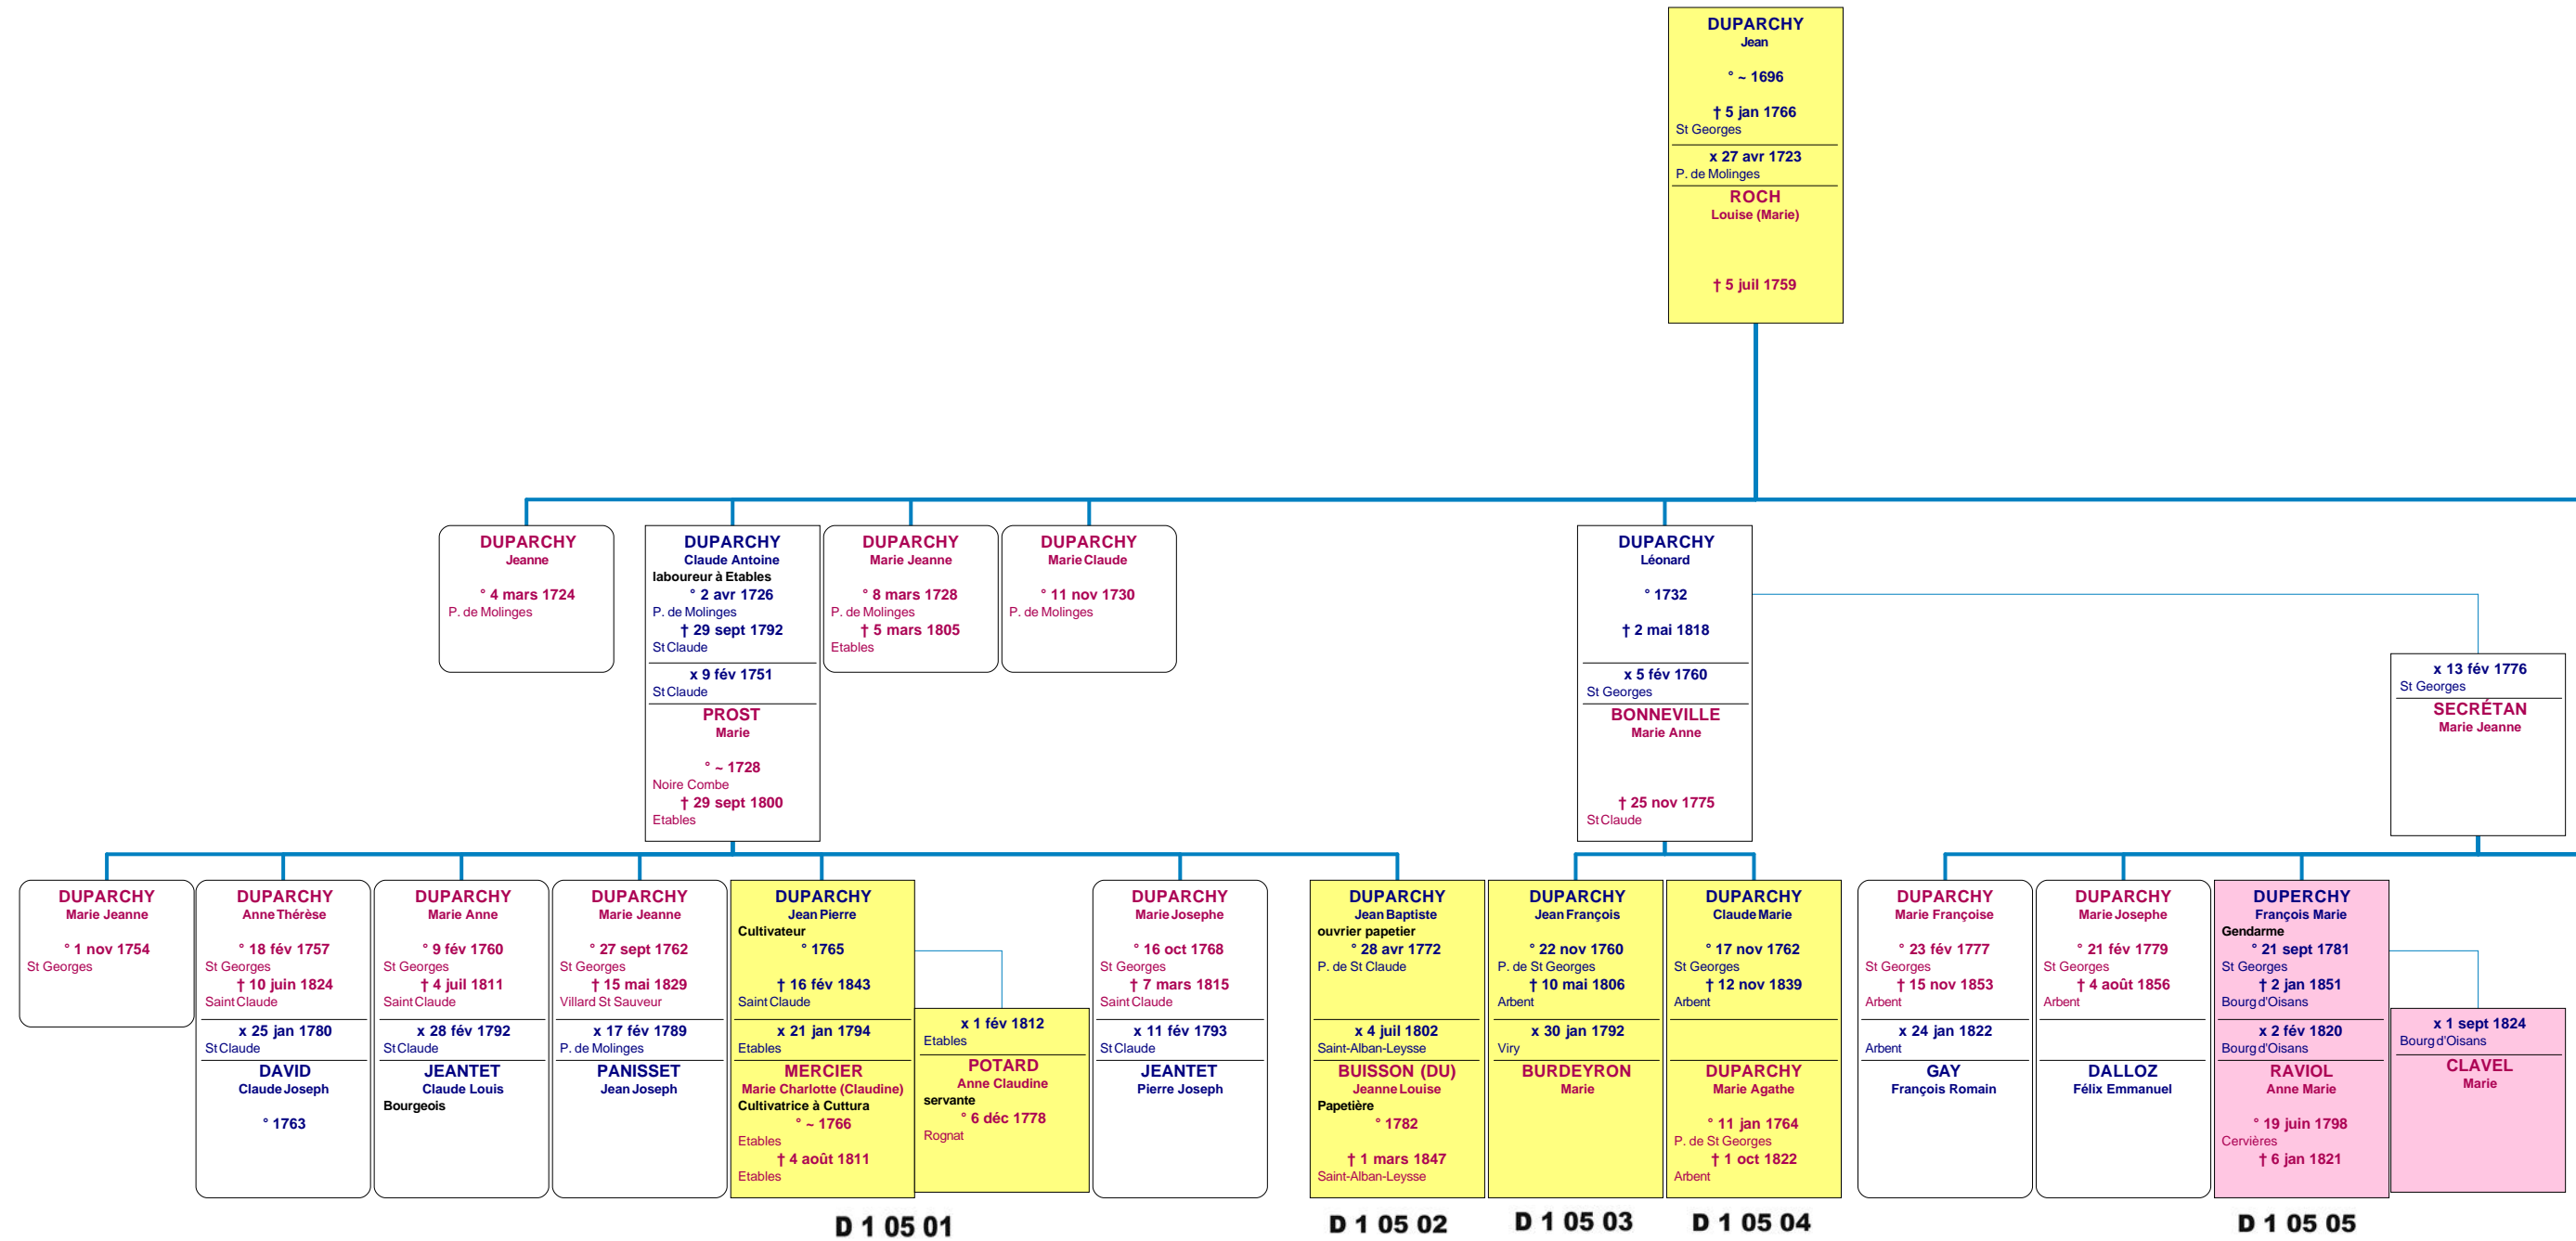 DUPARCHY
Jean
° ~ 1696
† 5 jan 1766
St Georges
x 27 avr 1723
P. de Molinges
ROCH
Louise (Marie)
† 5 juil 1759
DUPARCHY
Jeanne
° 4 mars 1724
P. de Molinges
DUPARCHY
Claude Antoine
laboureur à Etables
° 2 avr 1726
P. de Molinges
† 29 sept 1792
St Claude
x 9 fév 1751
St Claude
PROST
Marie
° ~ 1728
Noire Combe
† 29 sept 1800
Etables
DUPARCHY
Marie Jeanne
° 8 mars 1728
P. de Molinges
† 5 mars 1805
Etables
DUPARCHY
Marie Claude
° 11 nov 1730
P. de Molinges
DUPARCHY
Léonard
° 1732
† 2 mai 1818
x 5 fév 1760
St Georges
BONNEVILLE
Marie Anne
† 25 nov 1775
St Claude
x 13 fév 1776
St Georges
SECRÉTAN
Marie Jeanne
DUPARCHY
Marie Jeanne
° 1 nov 1754
St Georges
DUPARCHY
Anne Thérèse
° 18 fév 1757
St Georges
† 10 juin 1824
Saint Claude
x 25 jan 1780
St Claude
DAVID
Claude Joseph
° 1763
DUPARCHY
Marie Anne
° 9 fév 1760
St Georges
† 4 juil 1811
Saint Claude
x 28 fév 1792
St Claude
JEANTET
Claude Louis
Bourgeois
DUPARCHY
Marie Jeanne
° 27 sept 1762
St Georges
† 15 mai 1829
Villard St Sauveur
x 17 fév 1789
P. de Molinges
PANISSET
Jean Joseph
DUPARCHY
Jean Pierre
Cultivateur
° 1765
† 16 fév 1843
Saint Claude
x 21 jan 1794
Etables
MERCIER
Marie Charlotte (Claudine)
Cultivatrice à Cuttura
° ~ 1766
Etables
† 4 août 1811
Etables
x 1 fév 1812
Etables
POTARD
Anne Claudine
servante
° 6 déc 1778
Rognat
DUPARCHY
Marie Josephe
° 16 oct 1768
St Georges
† 7 mars 1815
Saint Claude
x 11 fév 1793
St Claude
JEANTET
Pierre Joseph
DUPARCHY
Jean Baptiste
ouvrier papetier
° 28 avr 1772
P. de St Claude
x 4 juil 1802
Saint-Alban-Leysse
BUISSON (DU)
Jeanne Louise
Papetière
° 1782
† 1 mars 1847
Saint-Alban-Leysse
DUPARCHY
Jean François
° 22 nov 1760
P. de St Georges
† 10 mai 1806
Arbent
x 30 jan 1792
Viry
BURDEYRON
Marie
DUPARCHY
Claude Marie
° 17 nov 1762
St Georges
† 12 nov 1839
Arbent
DUPARCHY
Marie Agathe
° 11 jan 1764
P. de St Georges
† 1 oct 1822
Arbent
DUPARCHY
Marie Françoise
° 23 fév 1777
St Georges
† 15 nov 1853
Arbent
x 24 jan 1822
Arbent
GAY
François Romain
DUPARCHY
Marie Josephe
° 21 fév 1779
St Georges
† 4 août 1856
Arbent
DALLOZ
Félix Emmanuel
DUPERCHY
François Marie
Gendarme
° 21 sept 1781
St Georges
† 2 jan 1851
Bourg d'Oisans
x 2 fév 1820
Bourg d'Oisans
RAVIOL
Anne Marie
° 19 juin 1798
Cervières
† 6 jan 1821
x 1 sept 1824
Bourg d'Oisans
CLAVEL
Marie
D 1 05 01
D 1 05 02
D 1 05 03
D 1 05 04
D 1 05 05